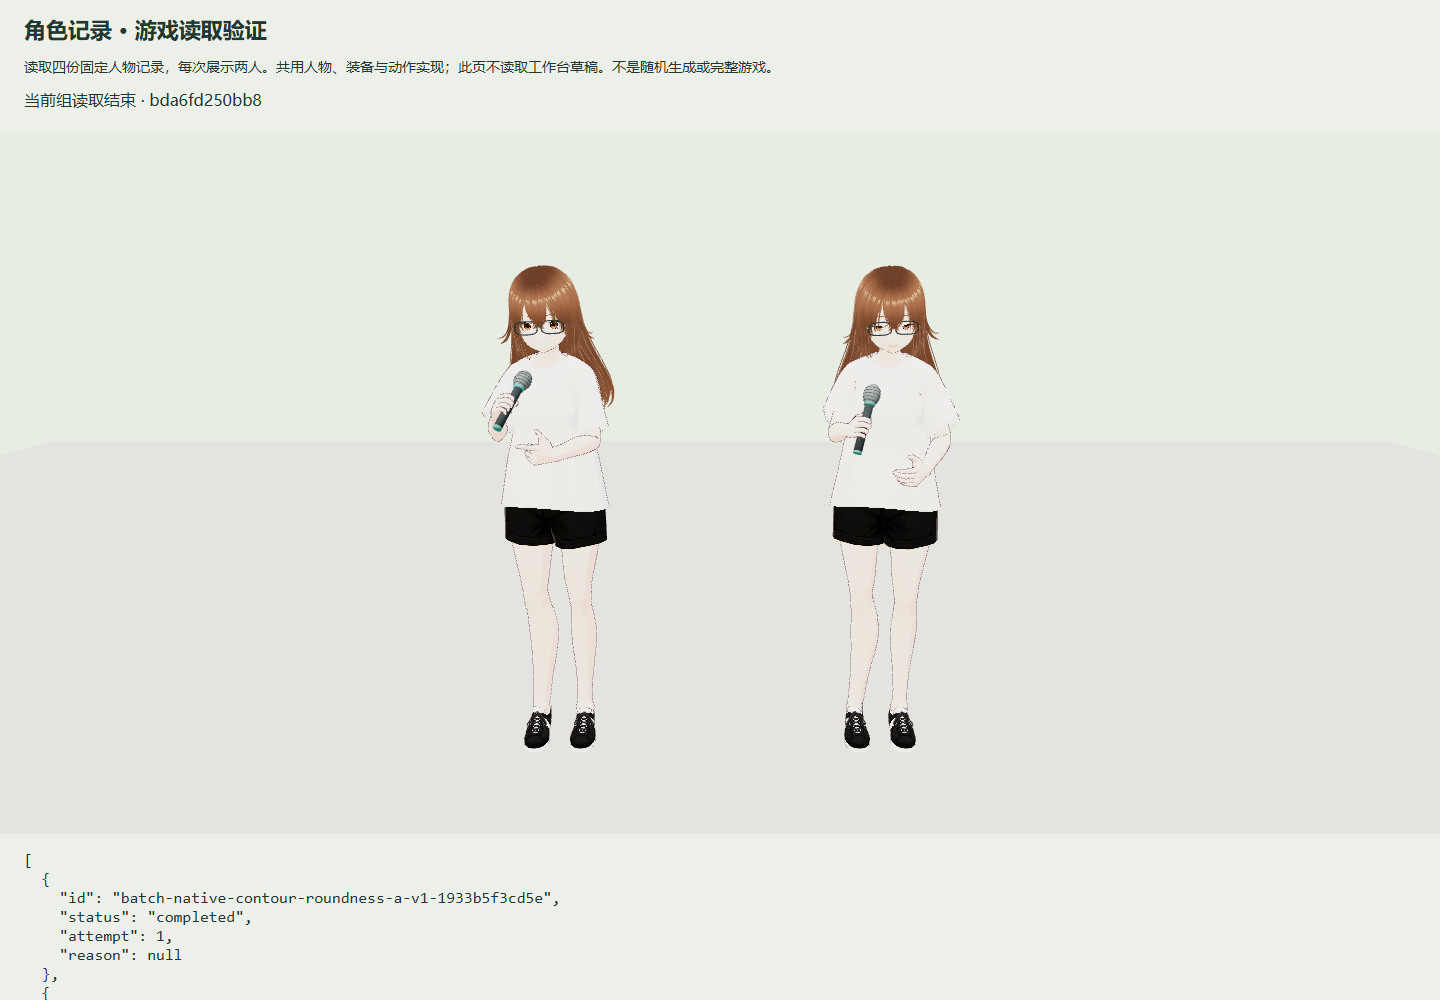 角色记录 • 游戏读取验证
读取四份固定人物记录，每次展示两人。共用人物、装备与动作实现；此页不读取工作台草稿。不是随机生成或完整游戏。
当前组读取结束 · bda6fd250bb8
[
  {
    "id": "batch-native-contour-roundness-a-v1-1933b5f3cd5e",
    "status": "completed",
    "attempt": 1,
    "reason": null
  },
  {